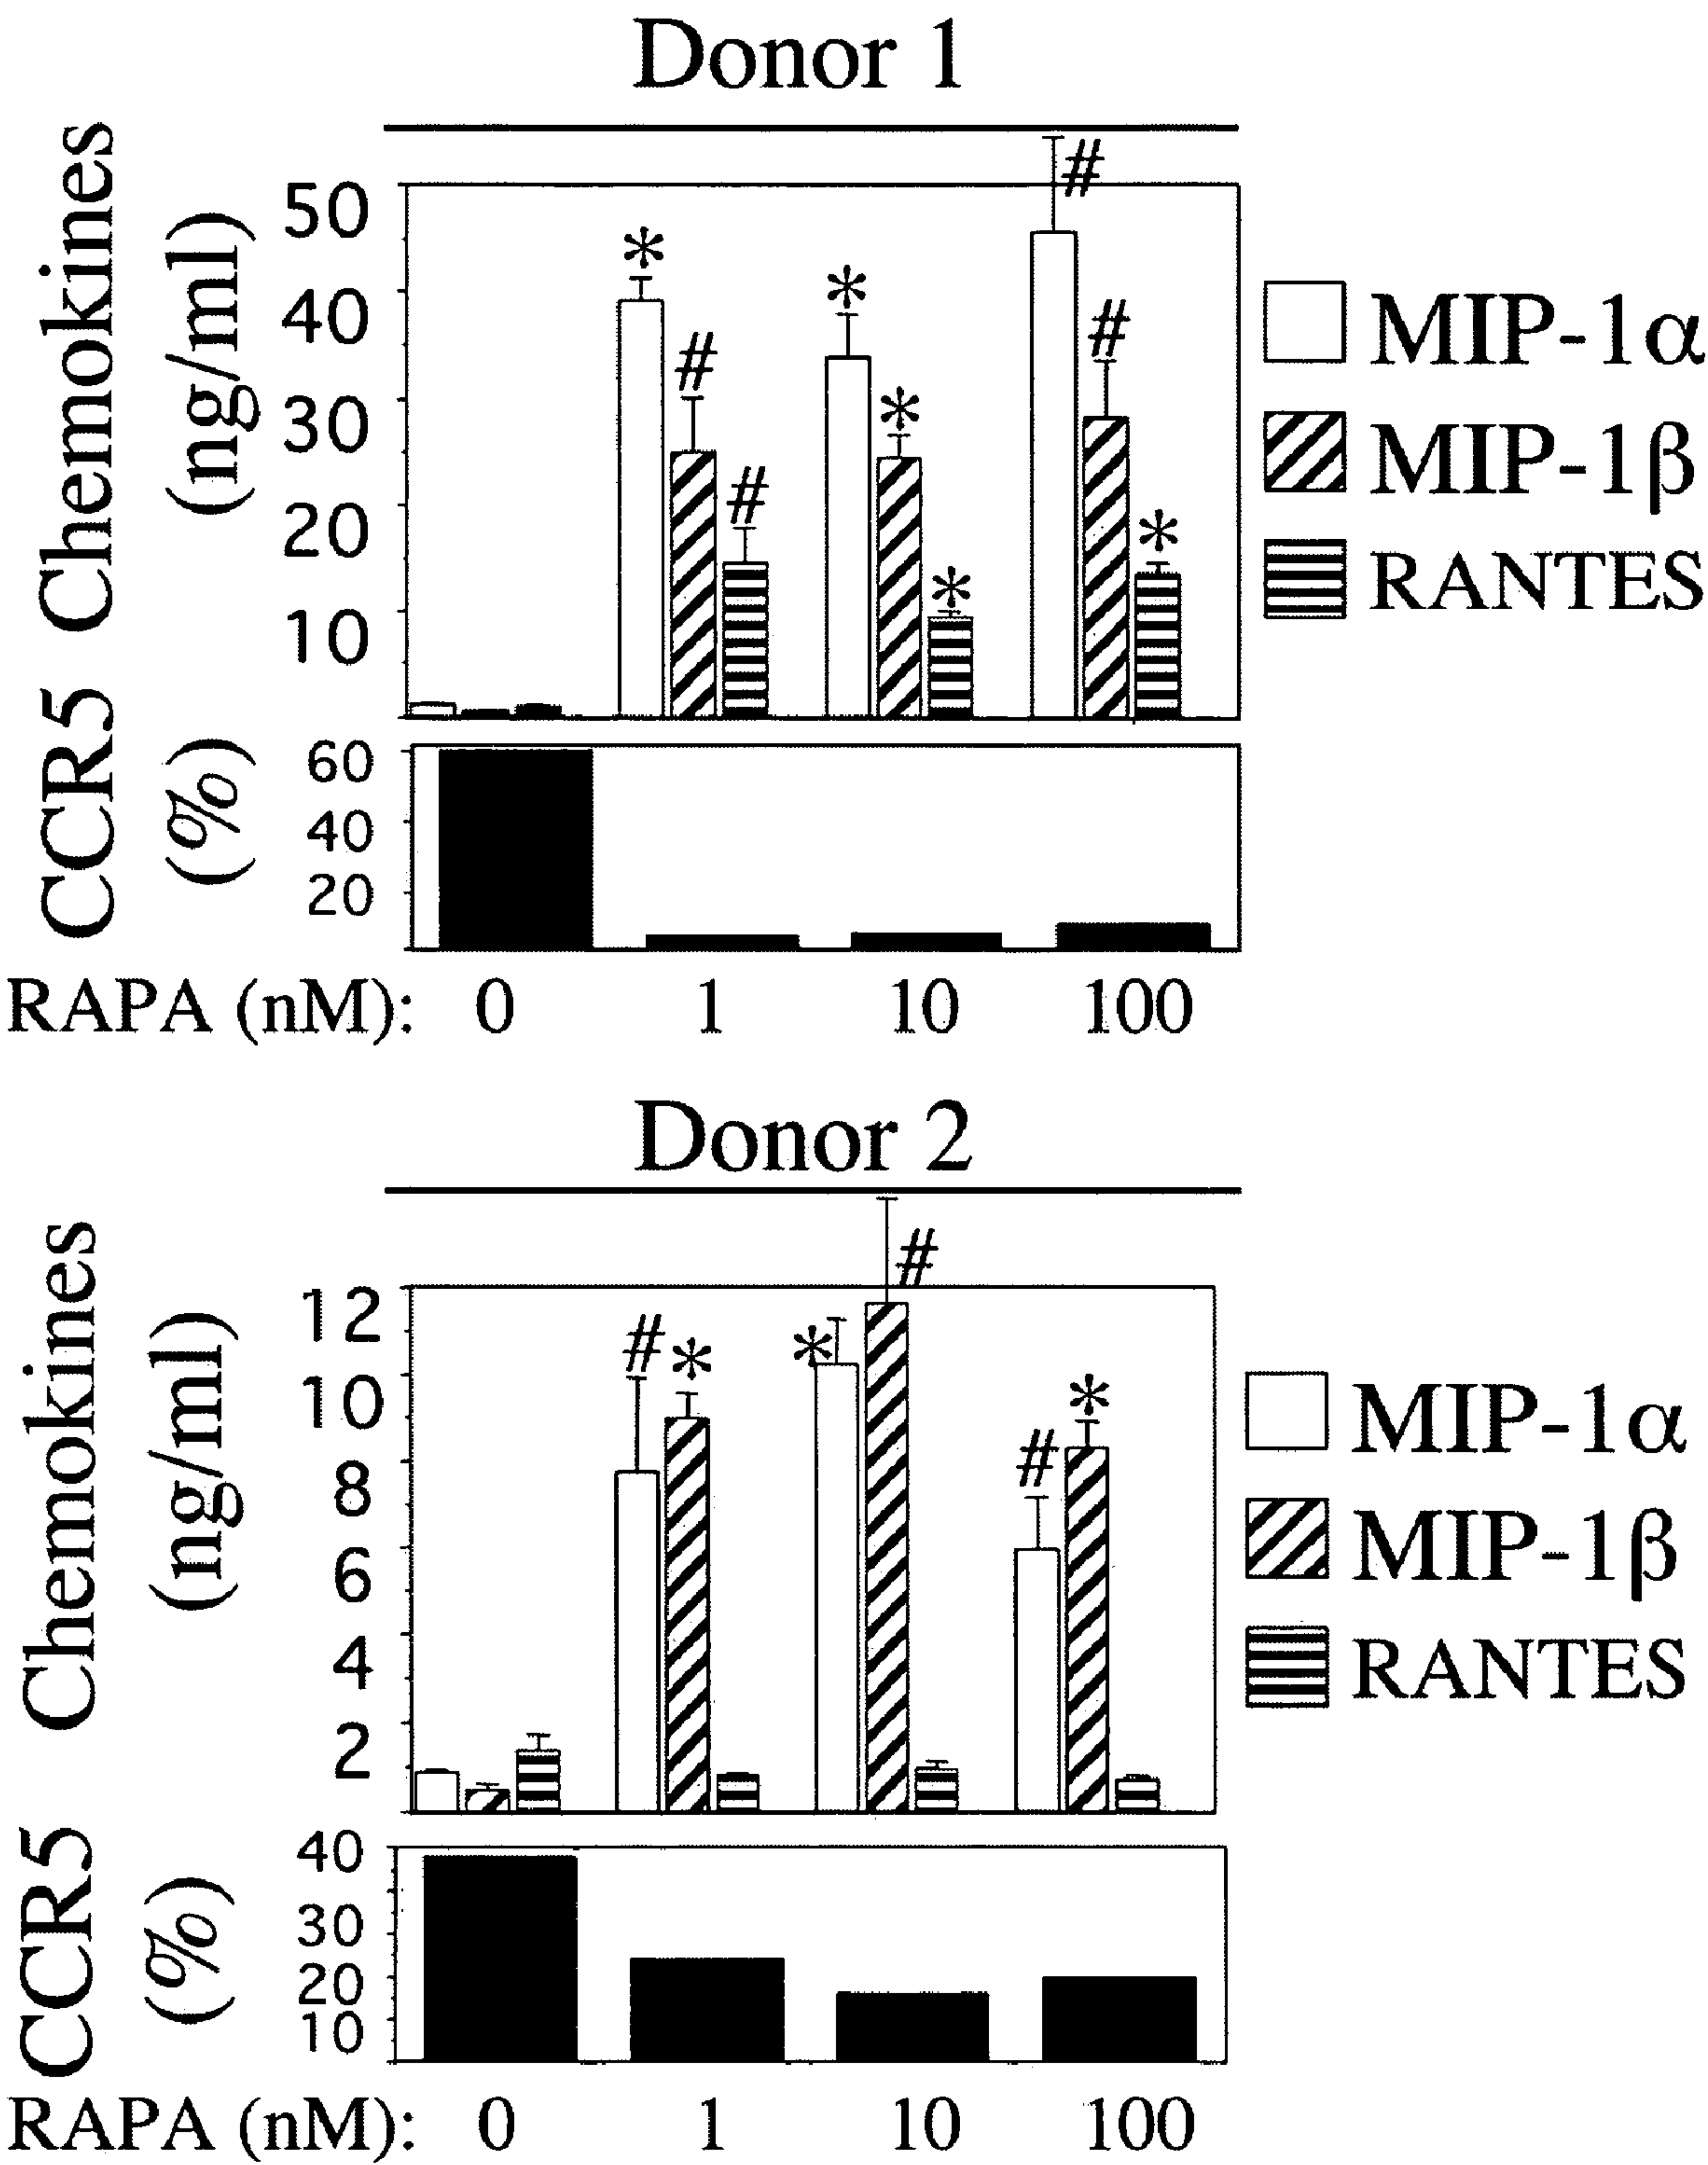 Donor 1
Chemokines
(ng/ml)
50
40
30
20
10
* # # * * * # # *
MIP-1α
MIP-1β
RANTES
CCR5
(%)
60
40
20
RAPA (nM): 0 1 10 100
Donor 2
Chemokines
(ng/ml)
12
10
8
6
4
2
# * * # # *
MIP-1α
MIP-1β
RANTES
CCR5
(%)
40
30
20
10
RAPA (nM): 0 1 10 100